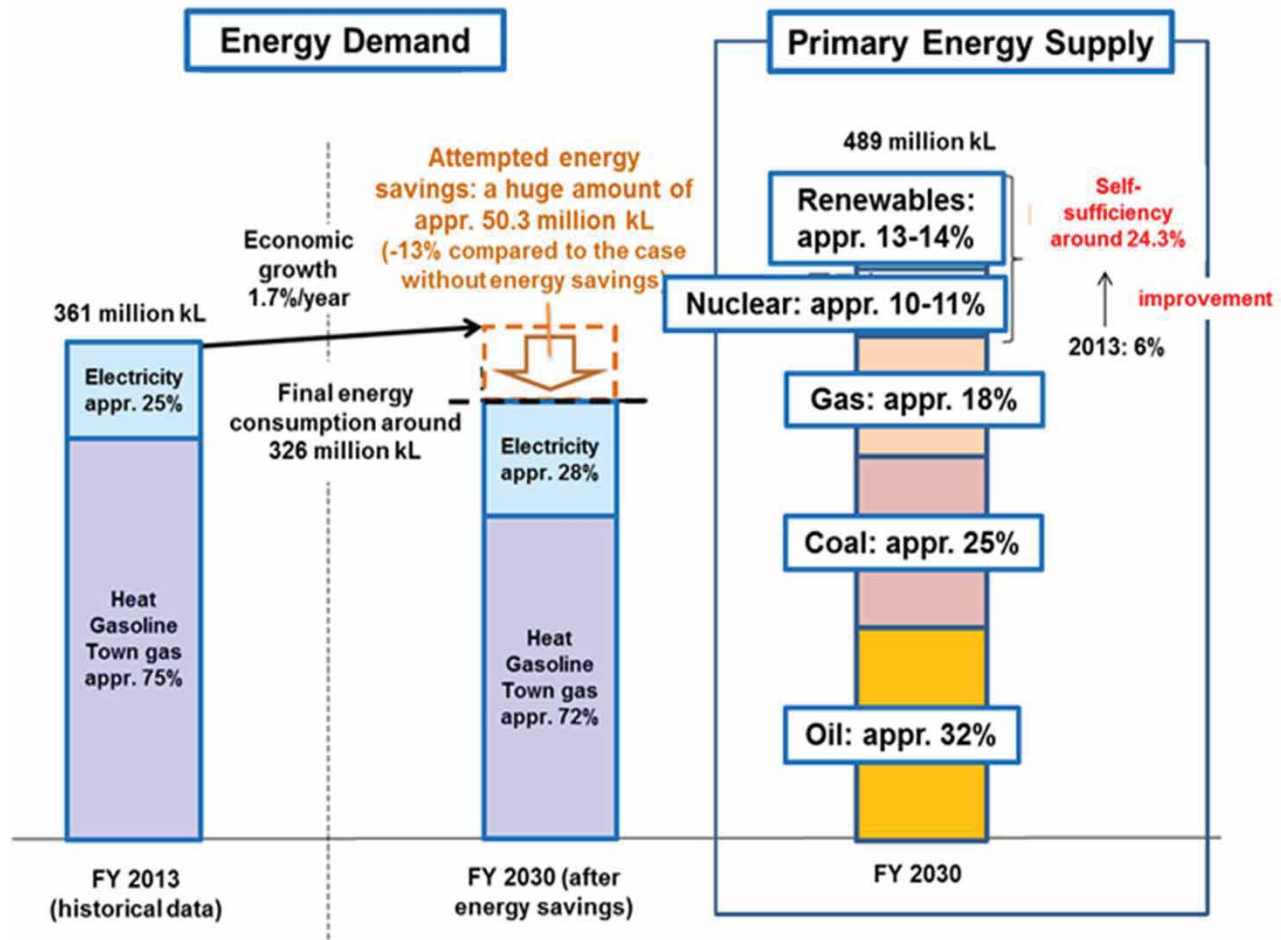 Energy Demand
Primary Energy Supply
361 million kL
Electricity
appr. 25%
Heat
Gasoline
Town gas
appr. 75%
FY 2013
(historical data)
Economic
growth
1.7%/year
Final energy
consumption around
326 million kL
Attempted energy
savings: a huge amount of
appr. 50.3 million kL
(-13% compared to the case
without energy savings)
Electricity
appr. 28%
Heat
Gasoline
Town gas
appr. 72%
FY 2030 (after
energy savings)
489 million kL
Renewables:
appr. 13-14%
Nuclear: appr. 10-11%
Gas: appr. 18%
Coal: appr. 25%
Oil: appr. 32%
FY 2030
Self-
sufficiency
around 24.3%
improvement
2013: 6%